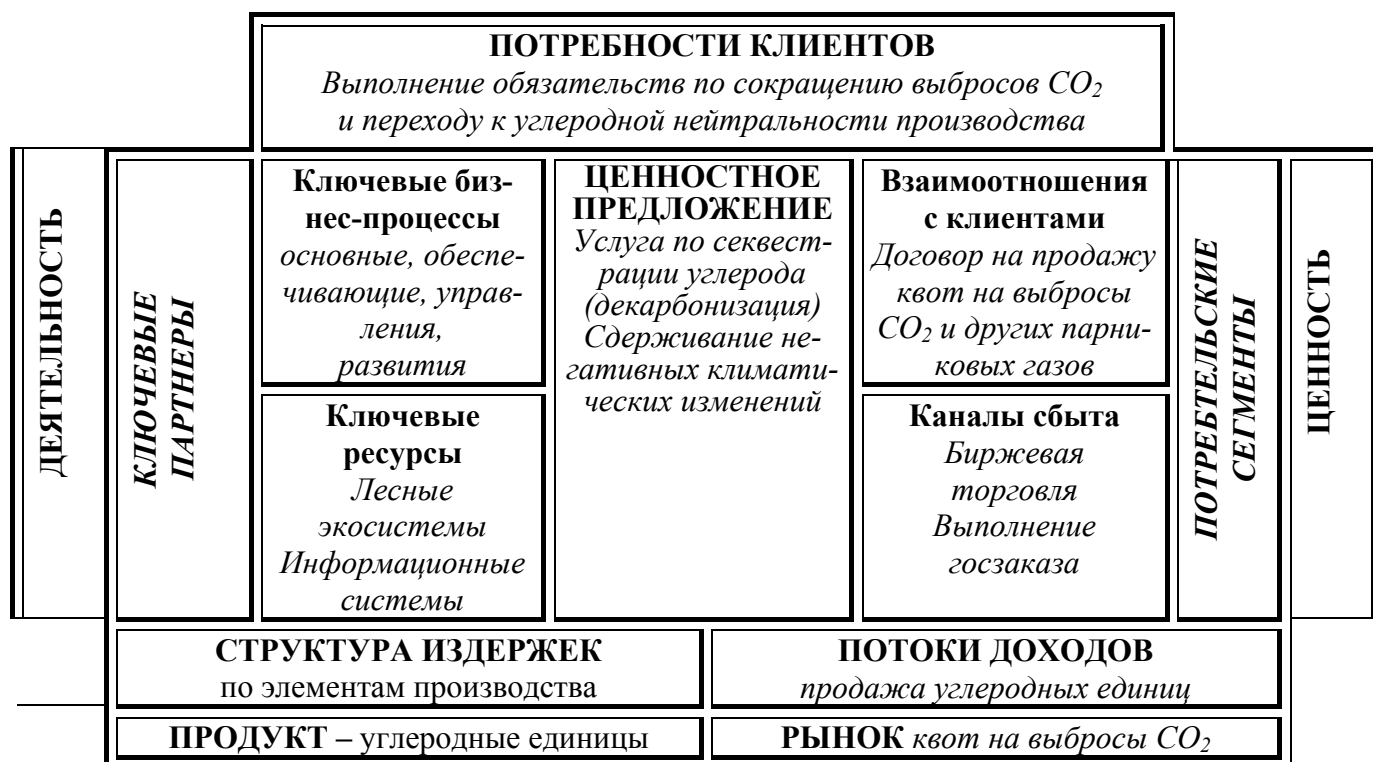 ПОТРЕБНОСТИ КЛИЕНТОВ
Выполнение обязательств по сокращению выбросов CO₂
и переходу к углеродной нейтральности производства
ДЕЯТЕЛЬНОСТЬ
КЛЮЧЕВЫЕ
ПАРТНЕРЫ
Ключевые биз-
нес-процессы
основные, обеспе-
чивающие, управ-
ления,
развития
Ключевые
ресурсы
Лесные
экосистемы
Информационные
системы
ЦЕННОСТНОЕ
ПРЕДЛОЖЕНИЕ
Услуга по секвест-
рации углерода
(декарбонизация)
Сдерживание не-
гативных климати-
ческих изменений
Взаимоотношения
с клиентами
Договор на продажу
квот на выбросы
CO₂ и других парни-
ковых газов
Каналы сбыта
Биржевая
торговля
Выполнение
госзаказа
ПОТРЕБТЕЛЬСКИЕ
СЕГМЕНТЫ
ЦЕННОСТЬ
СТРУКТУРА ИЗДЕРЖЕК
по элементам производства
ПОТОКИ ДОХОДОВ
продажа углеродных единиц
ПРОДУКТ – углеродные единицы
РЫНОК квот на выбросы CO₂